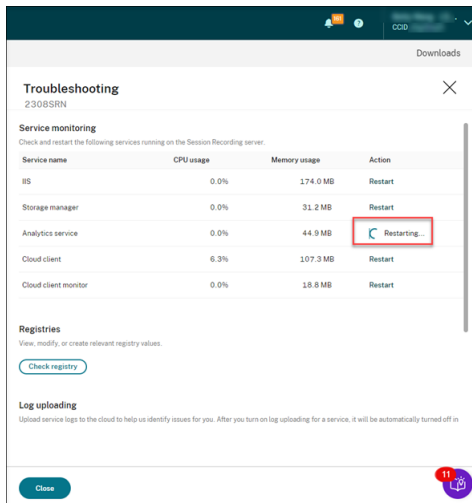 CCID
Downloads
Troubleshooting
2308SRN
Service monitoring
Check and restart the following services running on the Session Recording server.
Service name CPU usage Memory usage Action
IIS 0.0% 174.0 MB Restart
Storage manager 0.0% 31.2 MB Restart
Analytics service 0.0% 44.9 MB Restarting...
Cloud client 6.3% 107.3 MB Restart
Cloud client monitor 0.0% 18.8 MB Restart
Registries
View, modify, or create relevant registry values.
Check registry
Log uploading
Upload service logs to the cloud to help us identify issues for you. After you turn on log uploading for a service, it will be automatically turned off in
11
Close